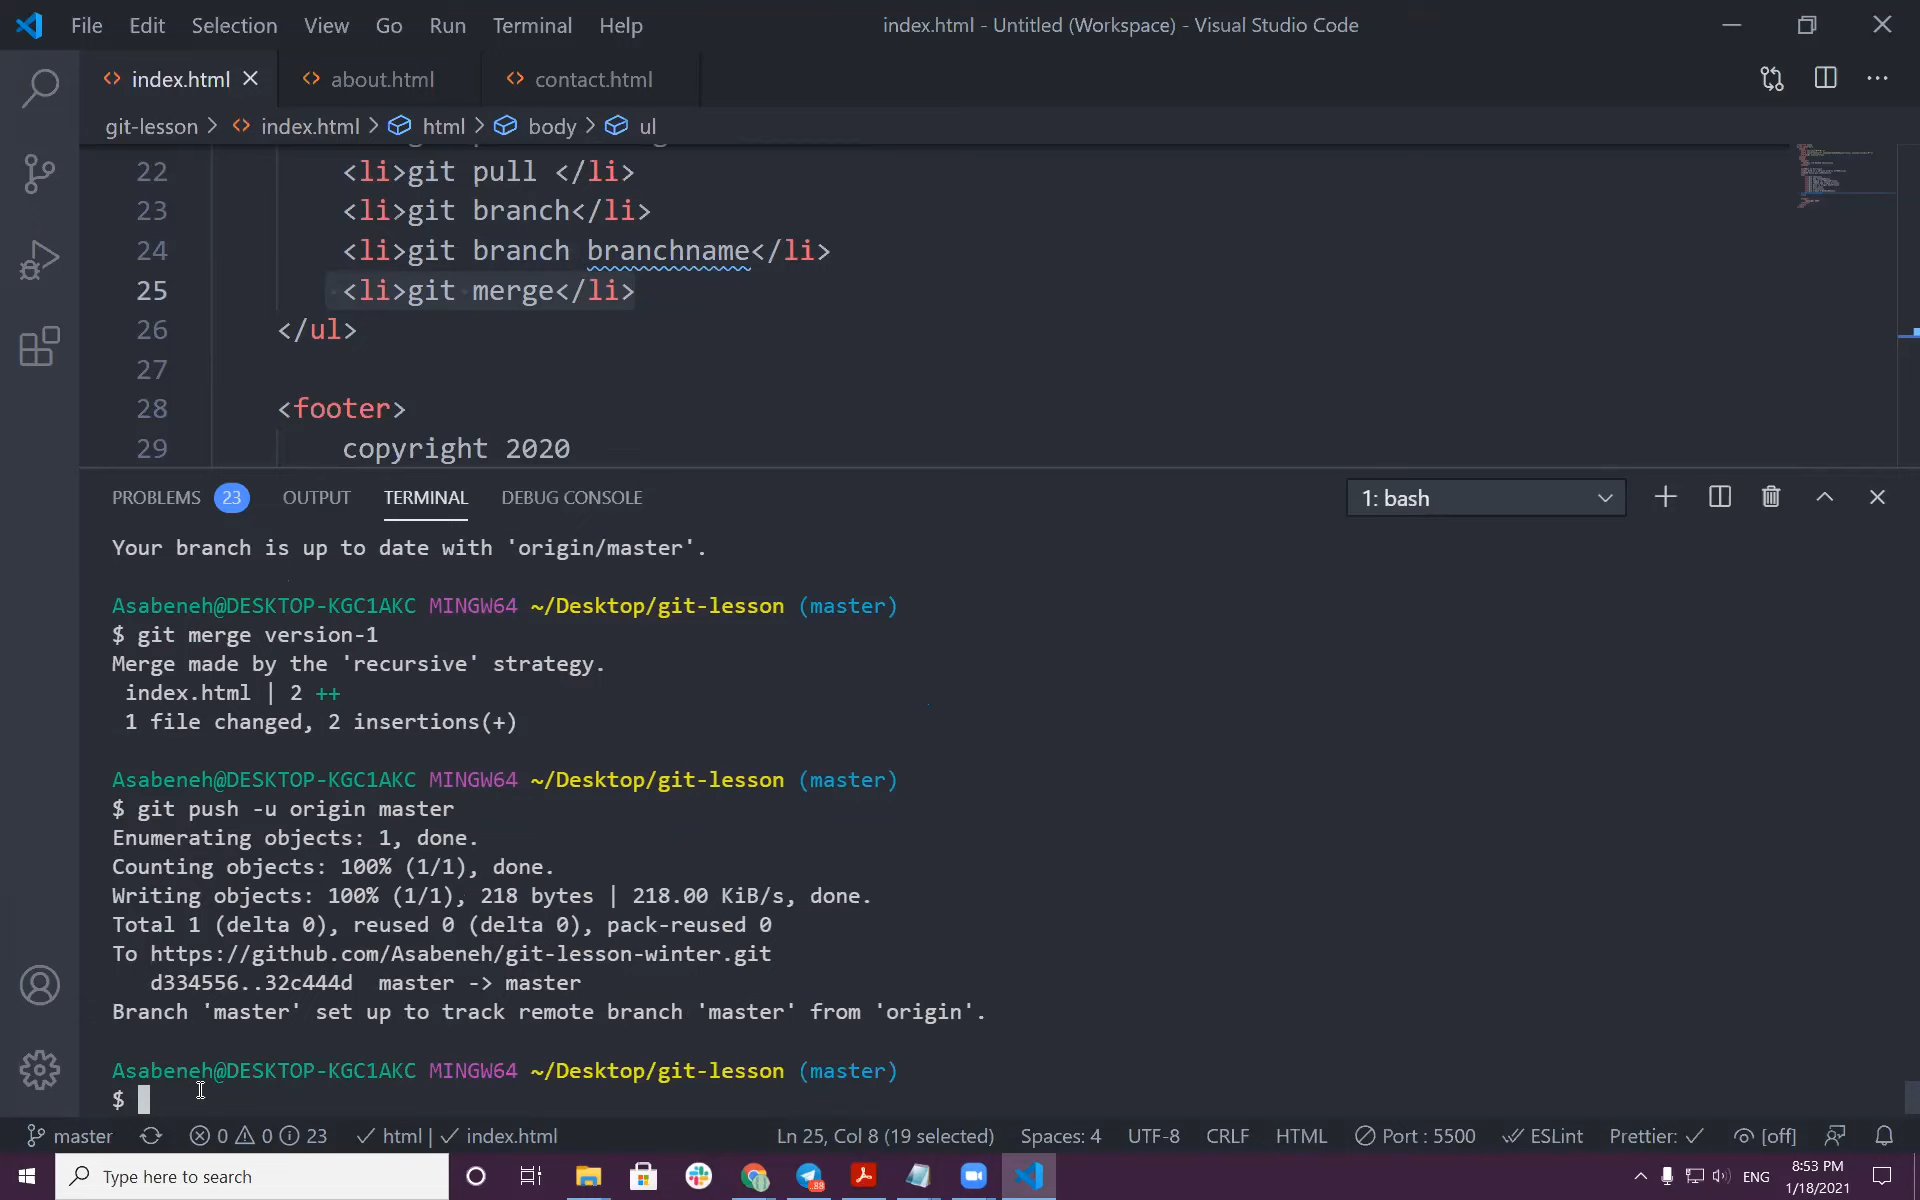 File Edit Selection View Go Run Terminal Help index.html - Untitled (Workspace) - Visual Studio Code
index.html about.html contact.html
git-lesson > index.html > html > body > ul
22 <li>git pull </li>
23 <li>git branch</li>
24 <li>git branch branchname</li>
25 <li>git merge</li>
26 </ul>
27
28 <footer>
29 copyright 2020
PROBLEMS 23 OUTPUT TERMINAL DEBUG CONSOLE 1: bash
Your branch is up to date with 'origin/master'.
Asabeneh@DESKTOP-KGC1AKC MINGW64 ~/Desktop/git-lesson (master)
$ git merge version-1
Merge made by the 'recursive' strategy.
index.html | 2 ++
1 file changed, 2 insertions(+)
Asabeneh@DESKTOP-KGC1AKC MINGW64 ~/Desktop/git-lesson (master)
$ git push -u origin master
Enumerating objects: 1, done.
Counting objects: 100% (1/1), done.
Writing objects: 100% (1/1), 218 bytes | 218.00 KiB/s, done.
Total 1 (delta 0), reused 0 (delta 0), pack-reused 0
To https://github.com/Asabeneh/git-lesson-winter.git
d334556..32c444d master -> master
Branch 'master' set up to track remote branch 'master' from 'origin'.
Asabeneh@DESKTOP-KGC1AKC MINGW64 ~/Desktop/git-lesson (master)
$
master 0 0 23 html | index.html Ln 25, Col 8 (19 selected) Spaces: 4 UTF-8 CRLF HTML Port : 5500 ESLint Prettier: [off]
Type here to search 88 ENG 8:53 PM
1/18/2021